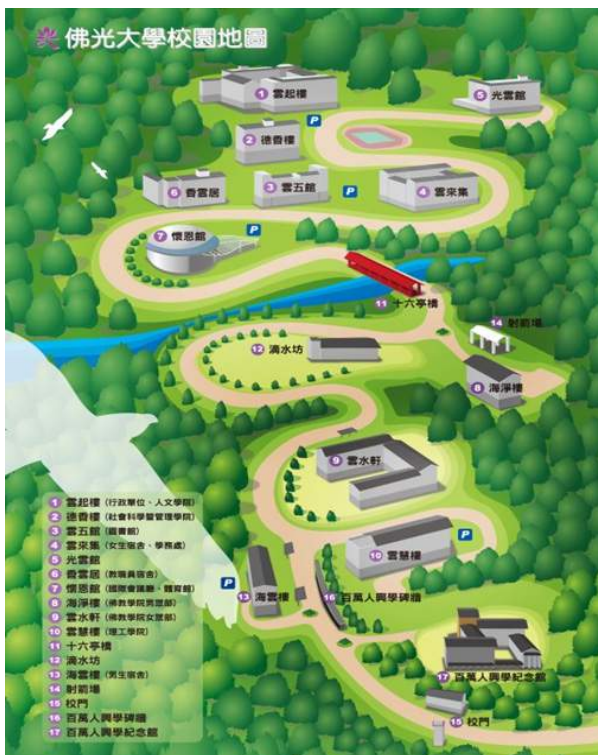 佛光大學校園地圖
1 雲起樓
5 光雲館
P
2 德香樓
6 香雲居
3 雲五館
P
4 雲來集
7 懷恩館
P
11 十六亭橋
14 射箭場
12 滴水坊
8 海淨樓
9 雲水軒
P
10 雲慧樓
P
13 海雲樓
16 百萬人興學碑牆
17 百萬人興學紀念館
15 校門
1 雲起樓 (行政單位、人文學院)
2 德香樓 (社會科學暨管理學院)
3 雲五館 (圖書館)
4 雲來集 (女生宿舍、學務處)
5 光雲館
6 香雲居 (教職員宿舍)
7 懷恩館 (國際會議廳、體育館)
8 海淨樓 (佛教學院男眾部)
9 雲水軒 (佛教學院女眾部)
10 雲慧樓 (理工學院)
11 十六亭橋
12 滴水坊
13 海雲樓 (男生宿舍)
14 射箭場
15 校門
16 百萬人興學碑牆
17 百萬人興學紀念館